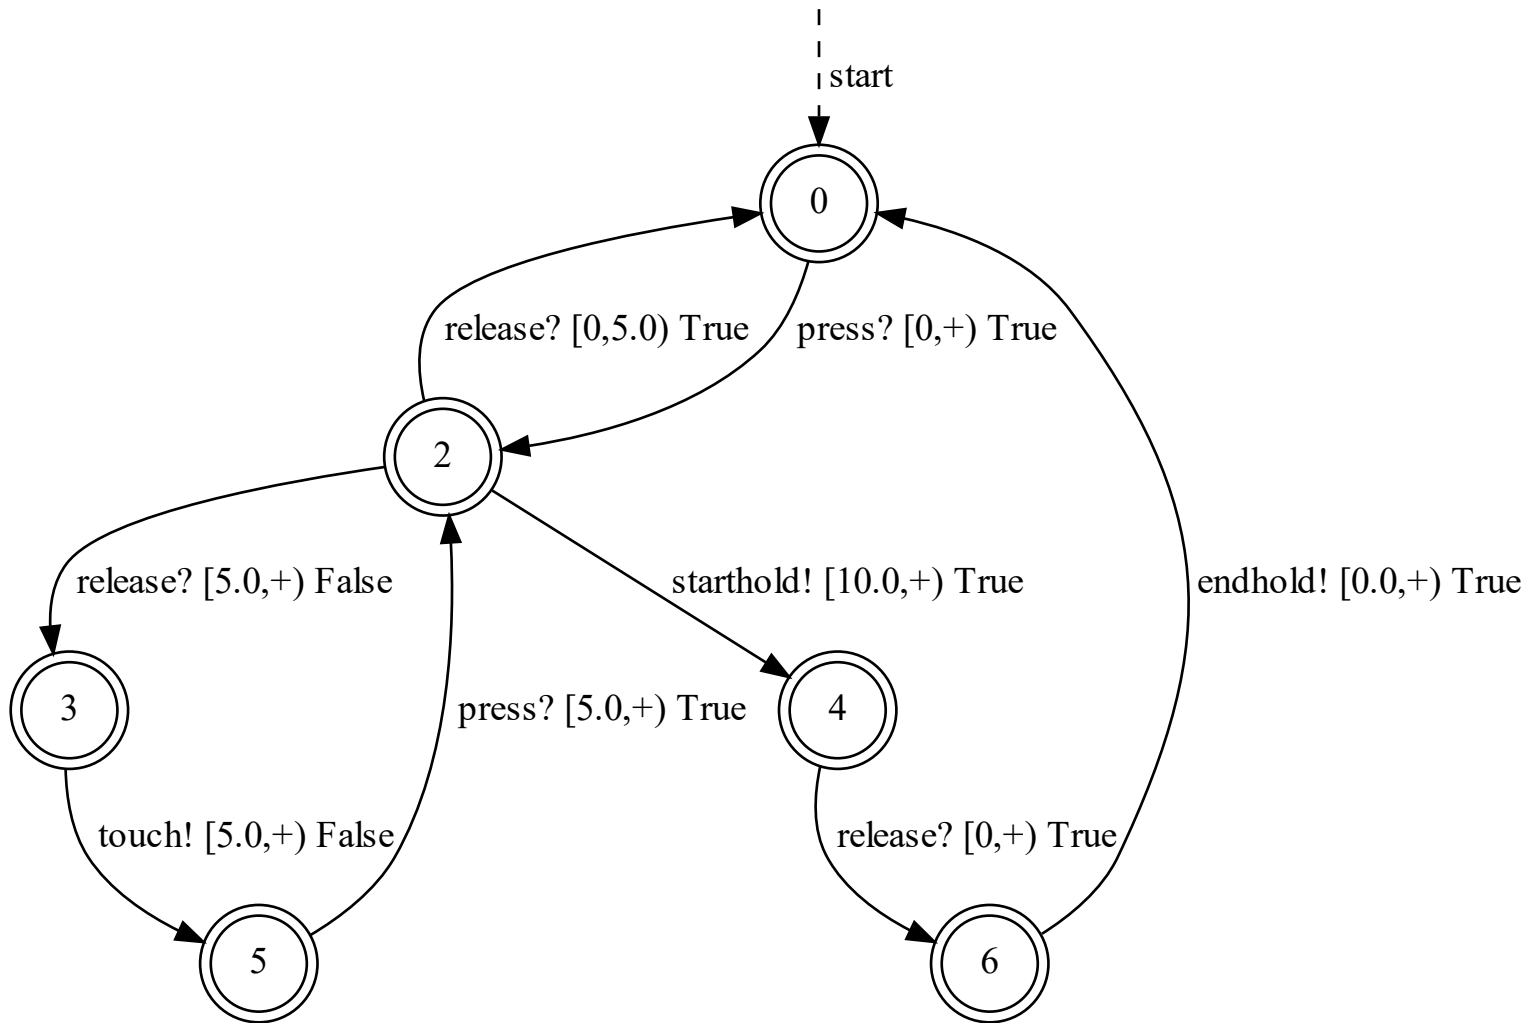 start
0
release? [0,5.0) True
press? [0,+) True
2
release? [5.0,+) False
starthold! [10.0,+) True
endhold! [0.0,+) True
3
press? [5.0,+) True
4
touch! [5.0,+) False
release? [0,+) True
5
6